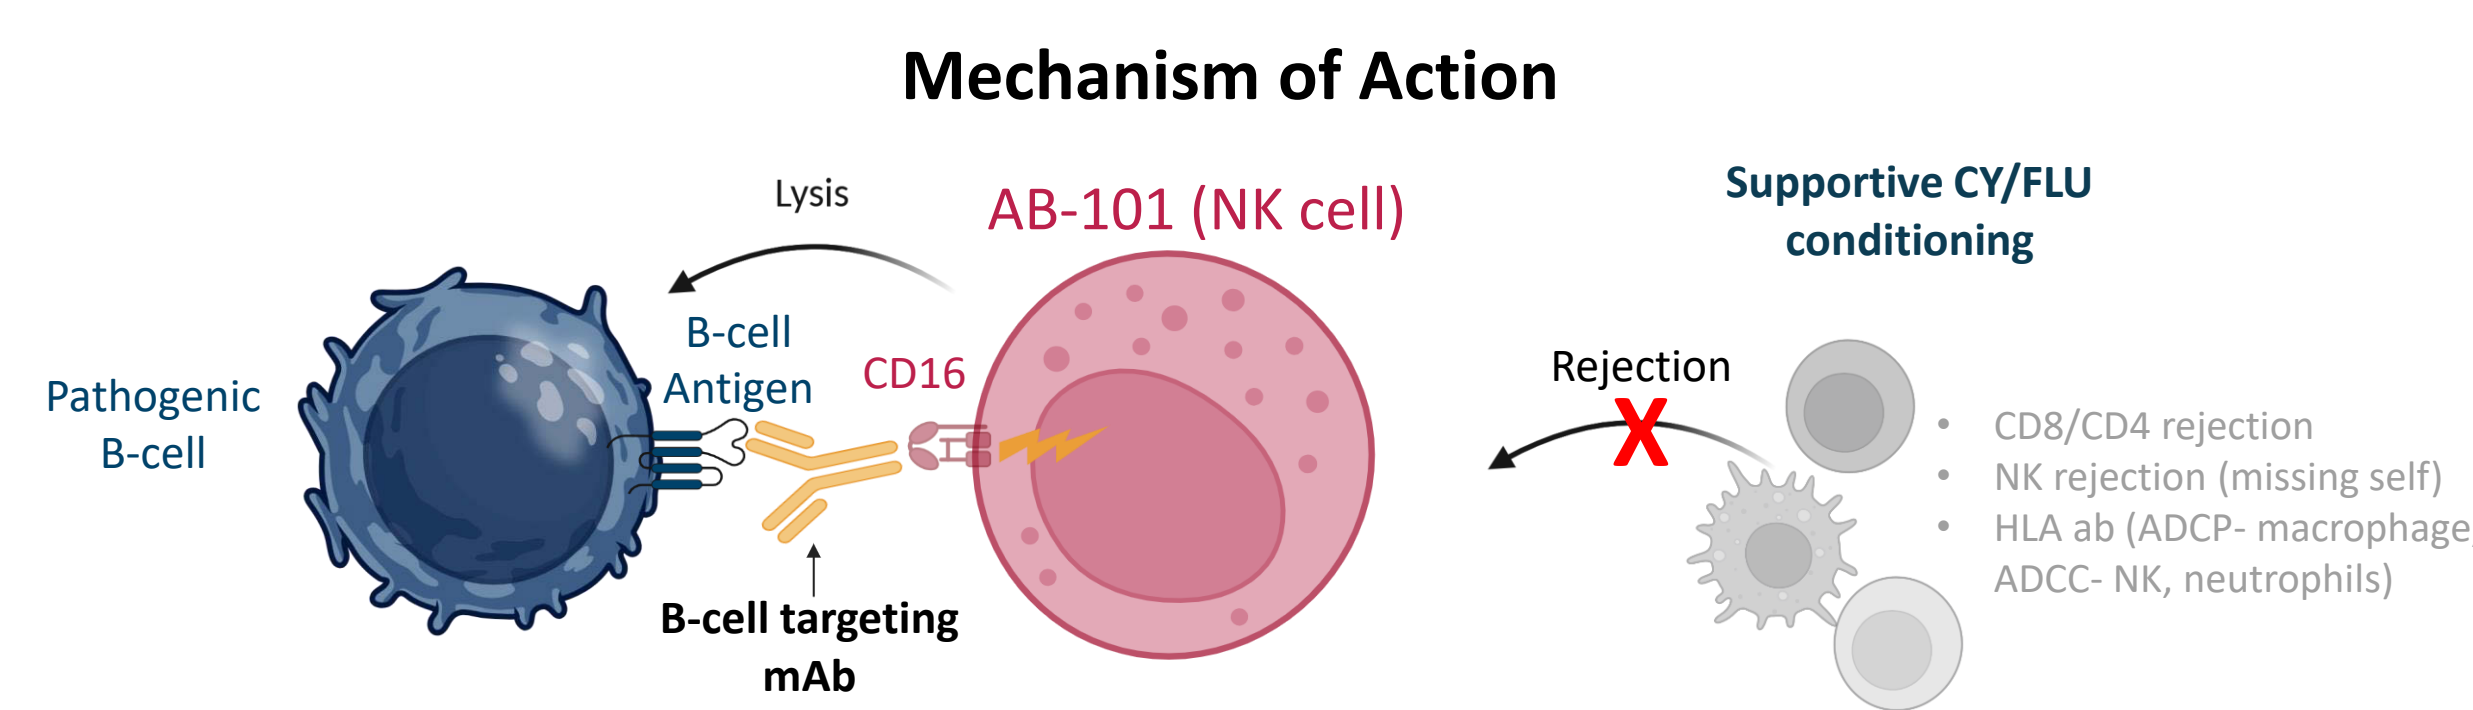 Mechanism of Action
Lysis
AB-101 (NK cell)
Supportive CY/FLU
conditioning
B-cell
Antigen
CD16
Pathogenic
B-cell
Rejection
X
• CD8/CD4 rejection
• NK rejection (missing self)
• HLA ab (ADCP- macrophage,
ADCC- NK, neutrophils)
B-cell targeting
mAb